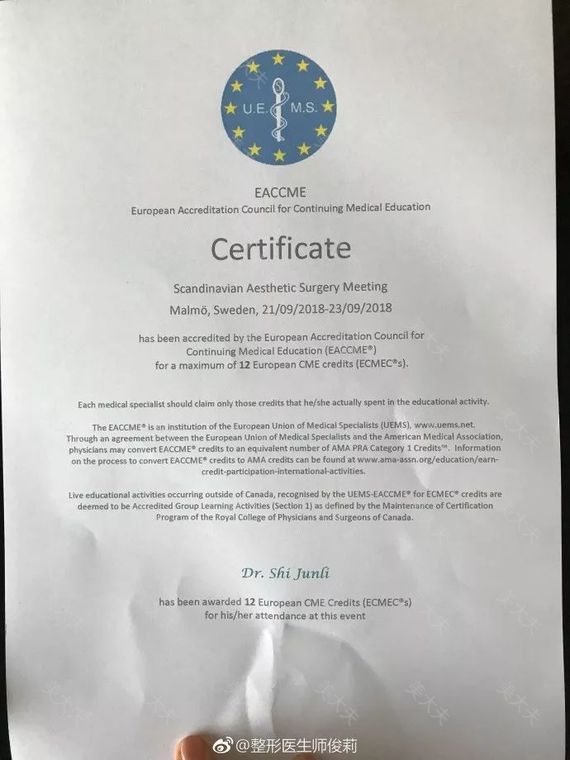 U.E. M.S.
EACCME
European Accreditation Council for Continuing Medical Education
Certificate
Scandinavian Aesthetic Surgery Meeting
Malmö, Sweden, 21/09/2018-23/09/2018
has been accredited by the European Accreditation Council for
Continuing Medical Education (EACCME®)
for a maximum of 12 European CME credits (ECMEC®s).
Each medical specialist should claim only those credits that he/she actually spent in the educational activity.
The EACCME® is an institution of the European Union of Medical Specialists (UEMS), www.uems.net.
Through an agreement between the European Union of Medical Specialists and the American Medical Association,
physicians may convert EACCME® credits to an equivalent number of AMA PRA Category 1 Credits™. Information
on the process to convert EACCME® credits to AMA credits can be found at www.ama-assn.org/education/earn-
credit-participation-international-activities.
Live educational activities occurring outside of Canada, recognised by the UEMS-EACCME® for ECMEC® credits are
deemed to be Accredited Group Learning Activities (Section 1) as defined by the Maintenance of Certification
Program of the Royal College of Physicians and Surgeons of Canada.
Dr. Shi Junli
has been awarded 12 European CME Credits (ECMEC®s)
for his/her attendance at this event
美大夫
美大夫
美大夫
@整形医生师俊莉